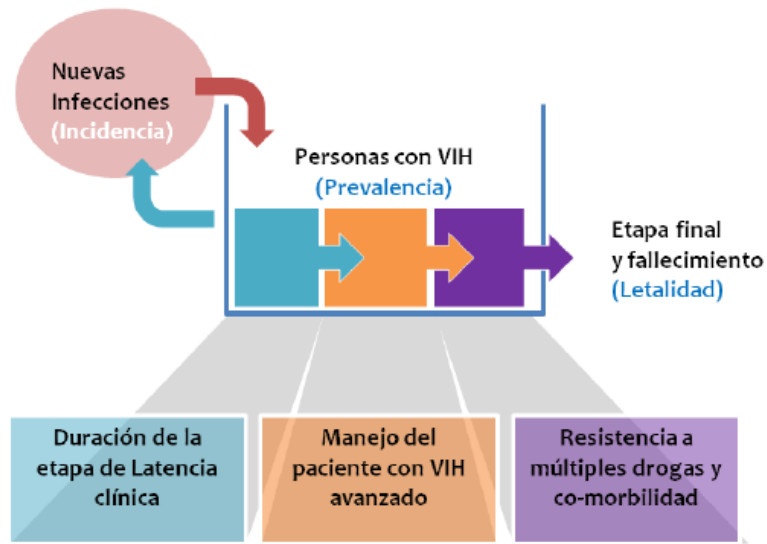 Nuevas
Infecciones
(Incidencia)
Personas con VIH
(Prevalencia)
Etapa final
y fallecimiento
(Letalidad)
Duración de la
etapa de Latencia
clínica
Manejo del
paciente con VIH
avanzado
Resistencia a
múltiples drogas y
co-morbilidad